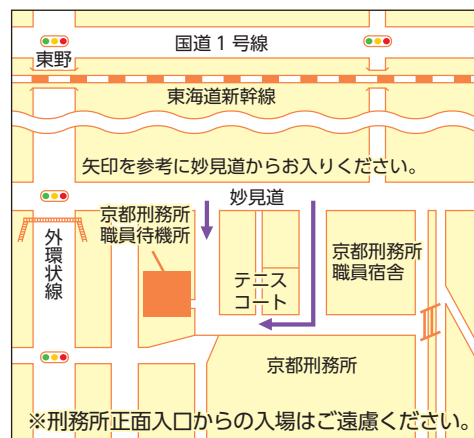 国道1号線
東野
東海道新幹線
矢印を参考に妙見道からお入りください。
妙見道
京都刑務所
職員待機所
外環状線
テニス
コート
京都刑務所
職員宿舎
京都刑務所
※刑務所正面入口からの入場はご遠慮ください。